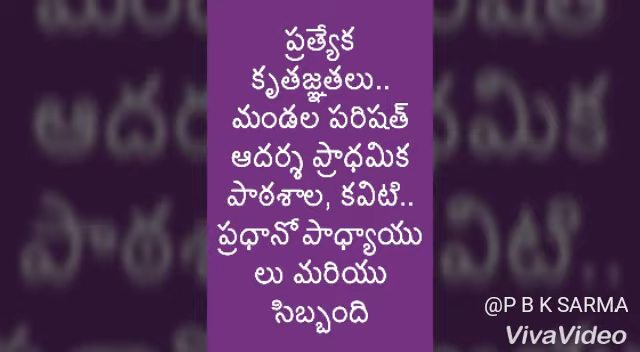 ప్రత్యేక
కృతజ్ఞతలు..
మండల పరిషత్
ఆదర్శ ప్రాధమిక
పాఠశాల, కవిటి..
ప్రధానోపాధ్యాయు
లు మరియు
సిబ్బంది
@P B K SARMA
VivaVideo